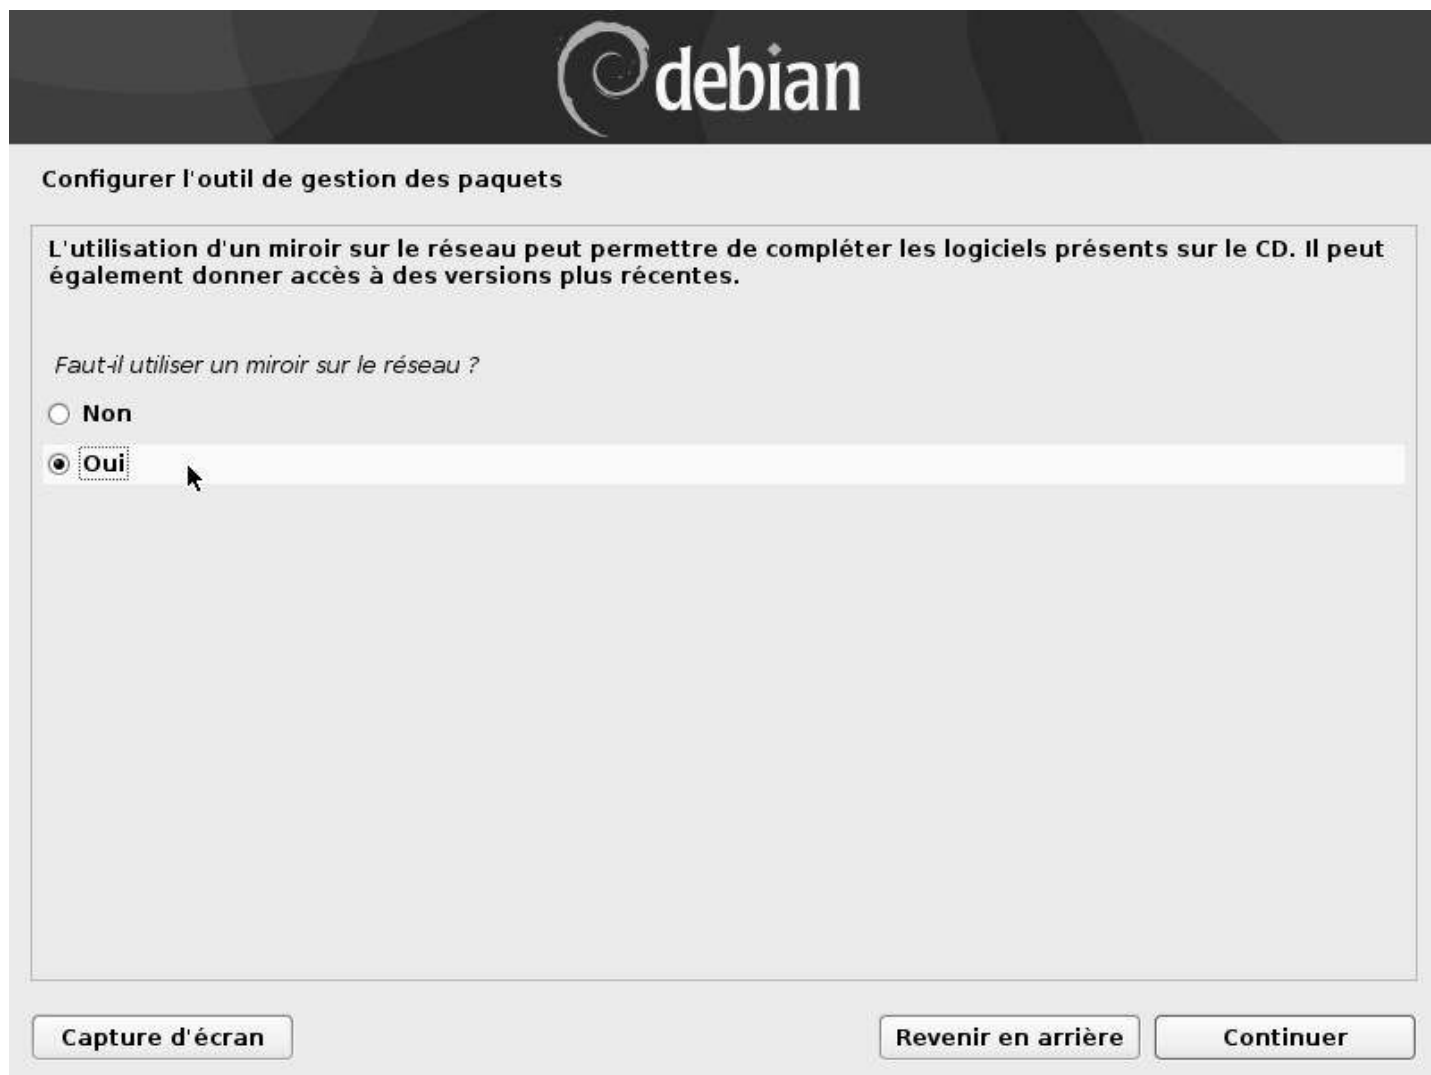 debian
Configurer l'outil de gestion des paquets
L'utilisation d'un miroir sur le réseau peut permettre de compléter les logiciels présents sur le CD. Il peut
également donner accès à des versions plus récentes.
Faut-il utiliser un miroir sur le réseau ?
Non
Oui
Capture d'écran
Revenir en arrière
Continuer